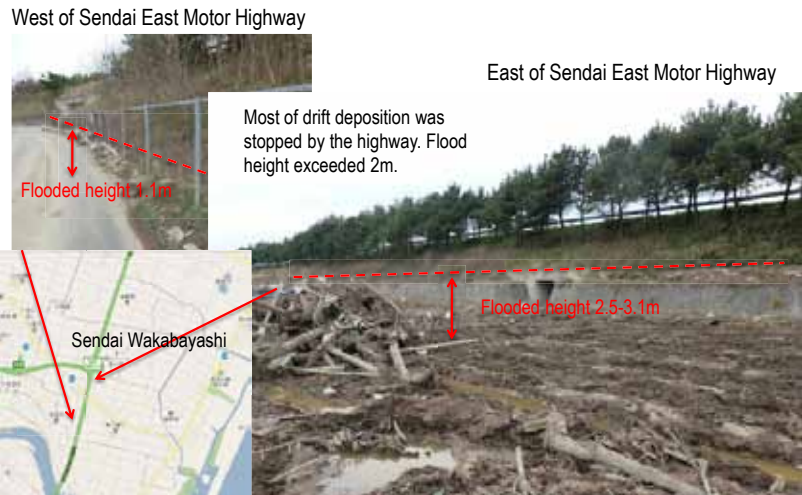 West of Sendai East Motor Highway
East of Sendai East Motor Highway
Most of drift deposition was
stopped by the highway. Flood
height exceeded 2m.
Flooded height 1.1m
Flooded height 2.5-3.1m
Sendai Wakabayashi